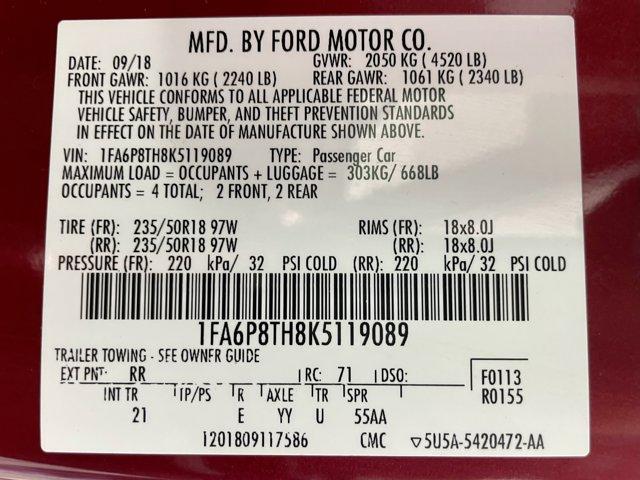 MFD. BY FORD MOTOR CO.
DATE: 09/18 GVWR: 2050 KG ( 4520 LB)
FRONT GAWR: 1016 KG ( 2240 LB) REAR GAWR: 1061 KG ( 2340 LB)
THIS VEHICLE CONFORMS TO ALL APPLICABLE FEDERAL MOTOR
VEHICLE SAFETY, BUMPER, AND THEFT PREVENTION STANDARDS
IN EFFECT ON THE DATE OF MANUFACTURE SHOWN ABOVE.
VIN: 1FA6P8TH8K5119089 TYPE: Passenger Car
MAXIMUM LOAD = OCCUPANTS + LUGGAGE = 303KG/ 668LB
OCCUPANTS = 4 TOTAL; 2 FRONT, 2 REAR
TIRE (FR): 235/50R18 97W RIMS (FR): 18x8.0J
(RR): 235/50R18 97W (RR): 18x8.0J
PRESSURE (FR): 220 kPa/ 32 PSI COLD (RR): 220 kPa/ 32 PSI COLD
1FA6P8TH8K5119089
TRAILER TOWING - SEE OWNER GUIDE
EXT PNT: RR RC: 71 DSO: F0113
INT TR TP/PS R AXLE TR SPR R0155
21 E YY U 55AA
1201809117586 CMC ▽5U5A-5420472-AA